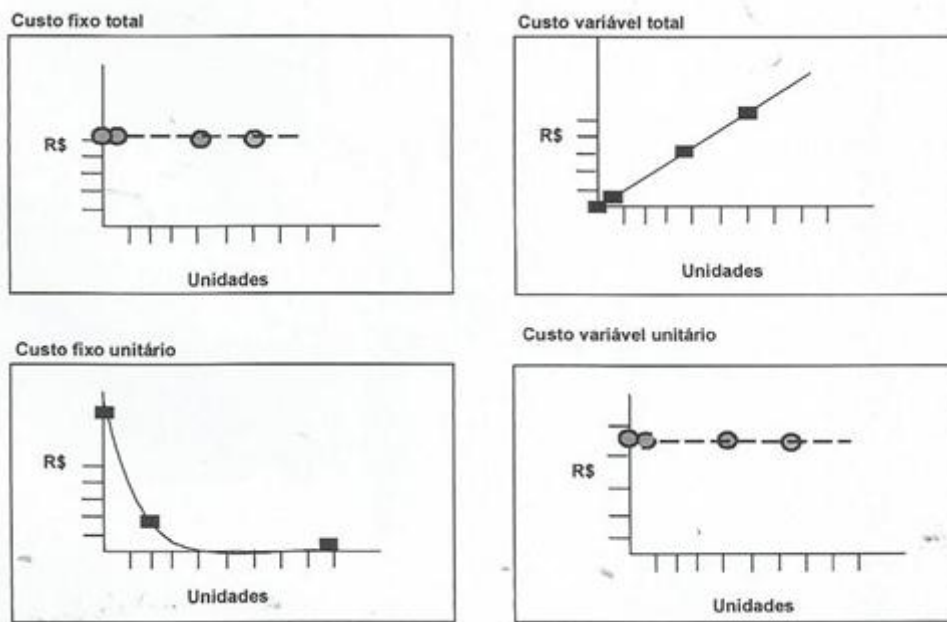 Custo fixo total
R$
Unidades
Custo variável total
R$
Unidades
Custo fixo unitário
R$
Unidades
Custo variável unitário
R$
Unidades